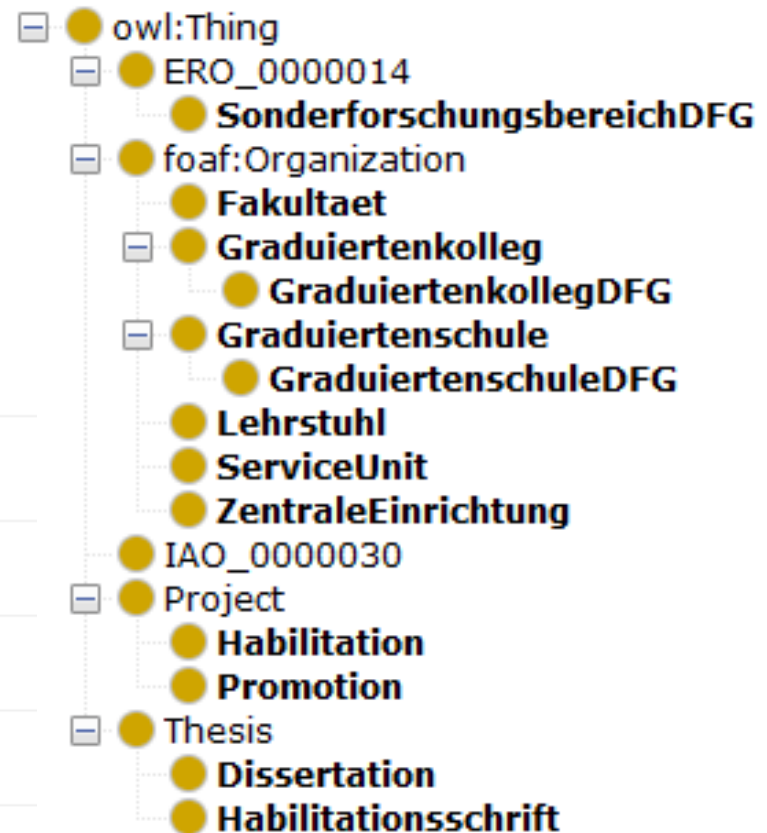 owl:Thing
ERO_0000014
SonderforschungsbereichDFG
foaf:Organization
Fakultaet
Graduiertenkolleg
GraduiertenkollegDFG
Graduiertenschule
GraduiertenschuleDFG
Lehrstuhl
ServiceUnit
ZentraleEinrichtung
IAO_0000030
Project
Habilitation
Promotion
Thesis
Dissertation
Habilitationsschrift